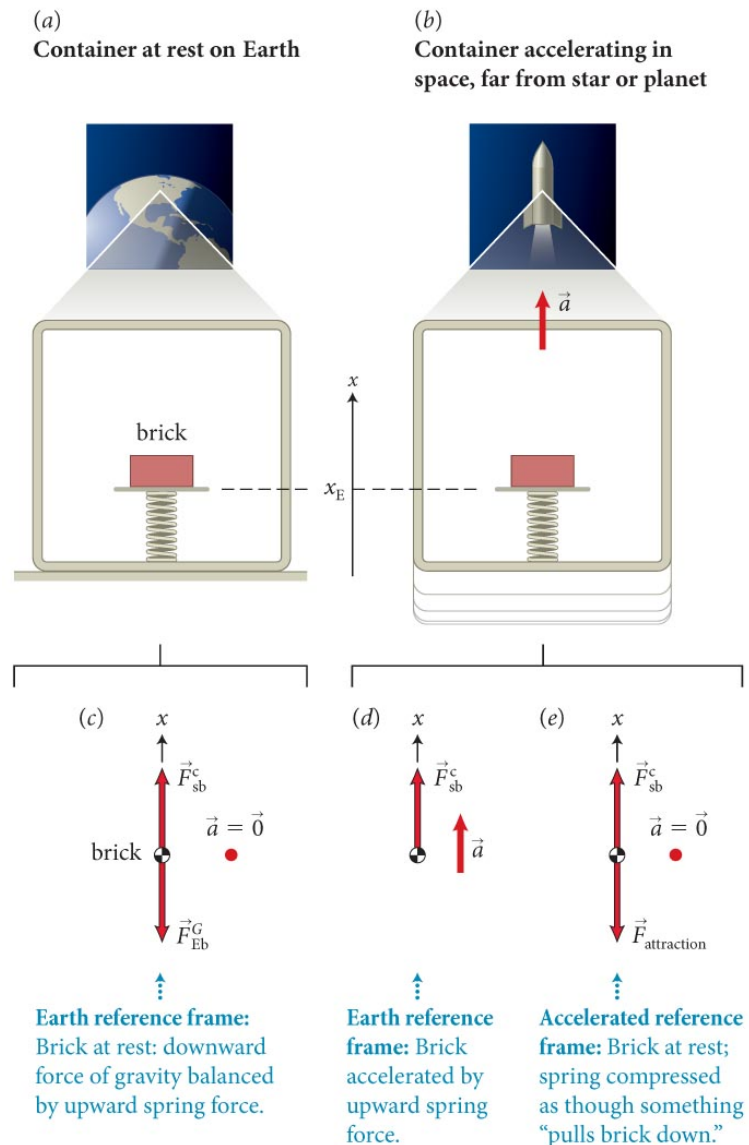 (a)
Container at rest on Earth
(b)
Container accelerating in
space, far from star or planet
a⃗
x
brick
x_E
(c)
x
F⃗^c_sb
a⃗ = 0⃗
brick
F⃗^G_Eb
Earth reference frame:
Brick at rest: downward
force of gravity balanced
by upward spring force.
(d)
x
F⃗^c_sb
a⃗
Earth reference
frame: Brick
accelerated by
upward spring
force.
(e)
x
F⃗^c_sb
a⃗ = 0⃗
F⃗_attraction
Accelerated reference
frame: Brick at rest;
spring compressed
as though something
“pulls brick down.”